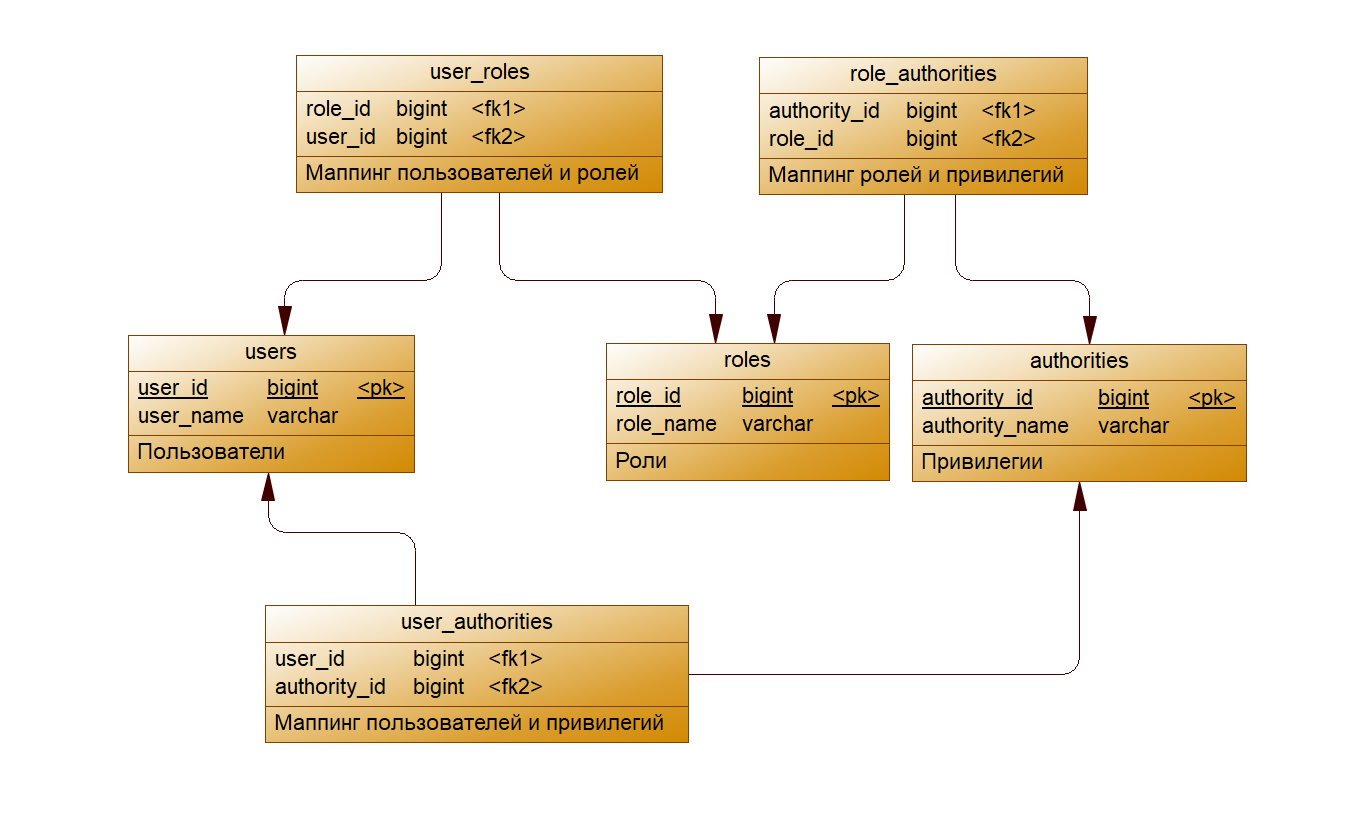 user_roles
role_id bigint <fk1>
user_id bigint <fk2>
Маппинг пользователей и ролей
role_authorities
authority_id bigint <fk1>
role_id bigint <fk2>
Маппинг ролей и привилегий
users
user_id bigint <pk>
user_name varchar
Пользователи
roles
role_id bigint <pk>
role_name varchar
Роли
authorities
authority_id bigint <pk>
authority_name varchar
Привилегии
user_authorities
user_id bigint <fk1>
authority_id bigint <fk2>
Маппинг пользователей и привилегий